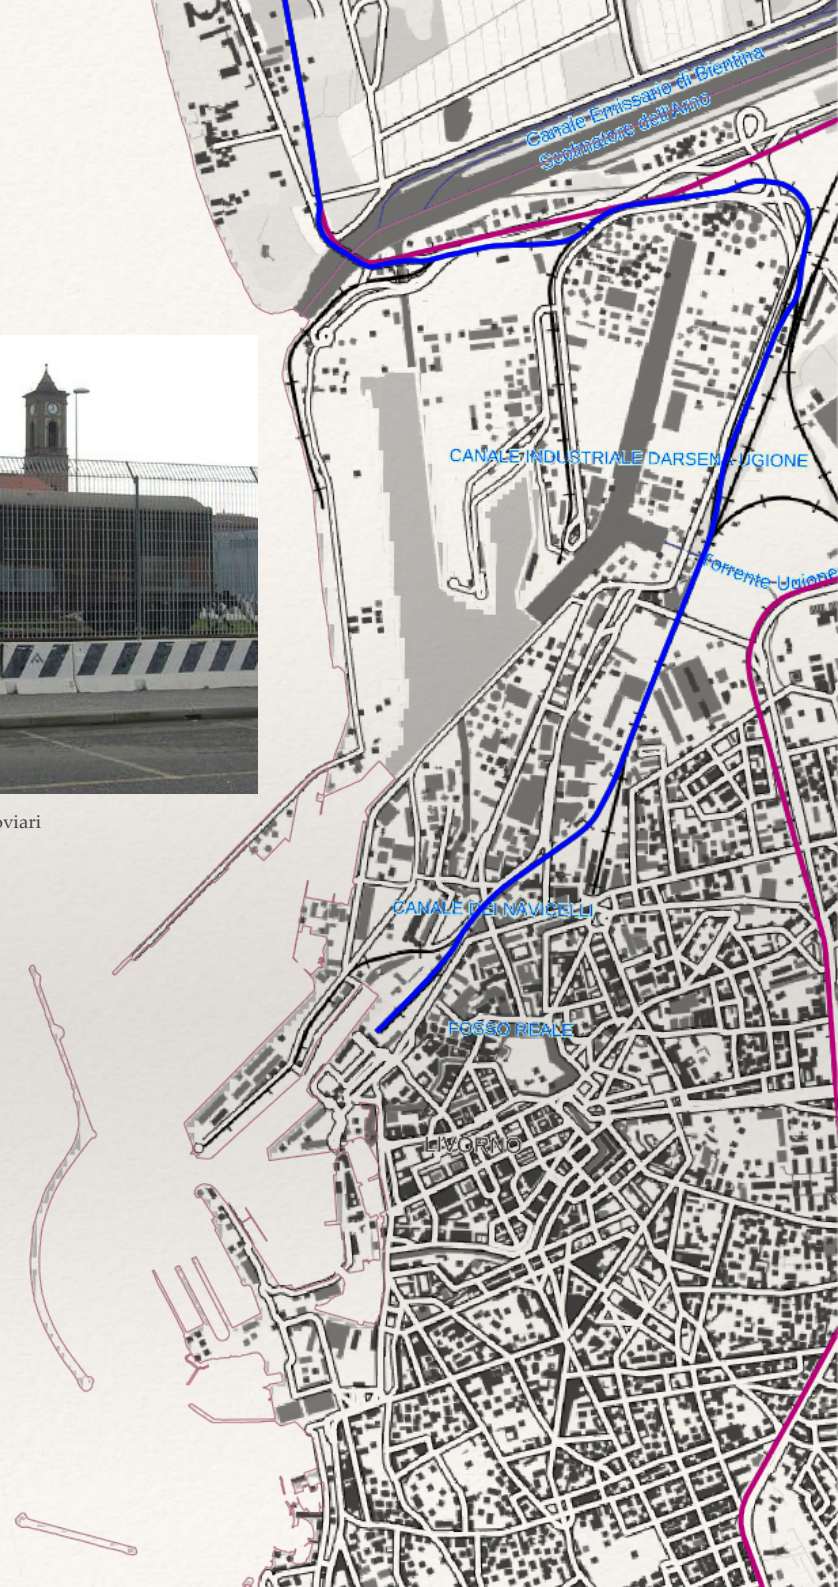 Canale Emissario di Bientina
Scolmatore dell'Arno
CANALE INDUSTRIALE DARSENA UGIONE
Torrente Ugione
oviari
CANALE DEI NAVICELLI
FOSSO REALE
LIVORNO